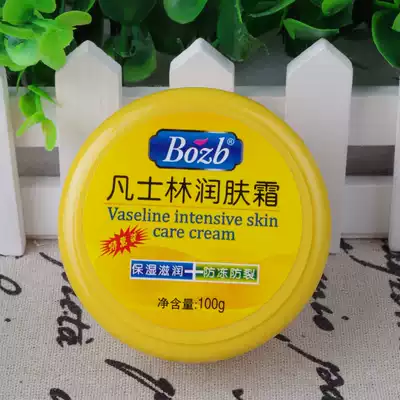 Bozb®
凡士林润肤霜
Vaseline intensive skin
care cream
保湿滋润 防冻防裂
净含量:100g